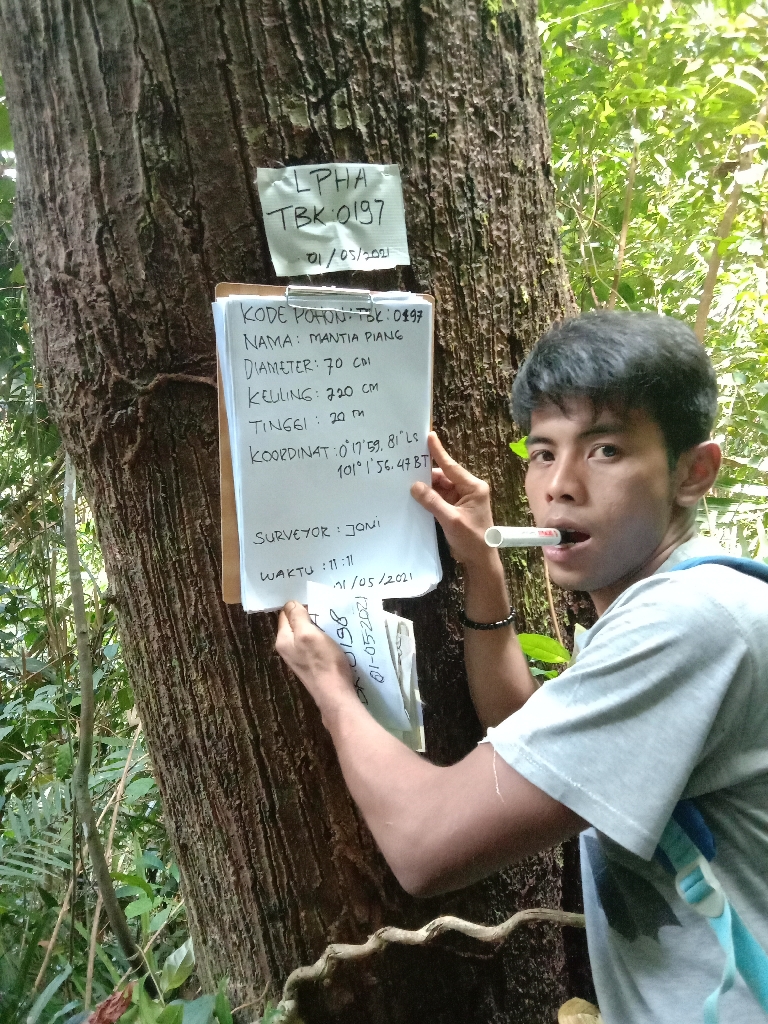 LPHA
TBK:0197
01/05/2021
KODE POHON: TBK: 0197
NAMA: MANTIA PIANG
DIAMETER: 70 CM
KELILING: 220 CM
TINGGI: 20 m
KOORDINAT: 0°17'59.81" LS
101°1'56.47 BT
SURVEYOR: JONI
WAKTU: 11:11
01/05/2021
0198
01-05-2021